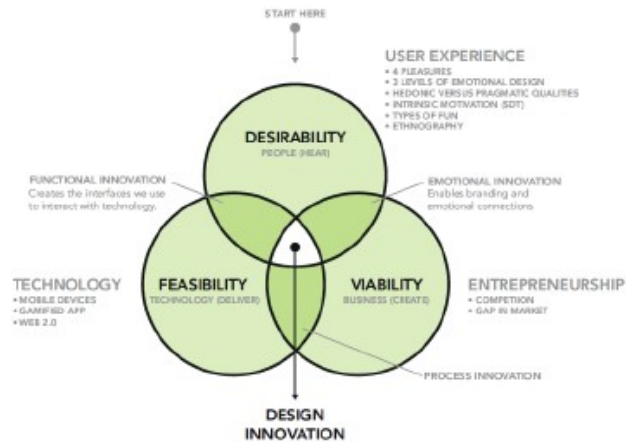 START HERE
USER EXPERIENCE
• 4 PLEASURES
• 3 LEVELS OF EMOTIONAL DESIGN
• HEDONIC VERSUS PRAGMATIC QUALITIES
• INTRINSIC MOTIVATION (SDT)
• TYPES OF FUN
• ETHNOGRAPHY
DESIRABILITY
PEOPLE (HEAR)
FUNCTIONAL INNOVATION
Creates the interfaces we use
to interact with technology.
EMOTIONAL INNOVATION
Enables branding and
emotional connections
TECHNOLOGY
• MOBILE DEVICES
• GAMIFIED APP
• WEB 2.0
FEASIBILITY
TECHNOLOGY (DELIVER)
VIABILITY
BUSINESS (CREATE)
ENTREPRENEURSHIP
• COMPETION
• GAP IN MARKET
PROCESS INNOVATION
DESIGN
INNOVATION